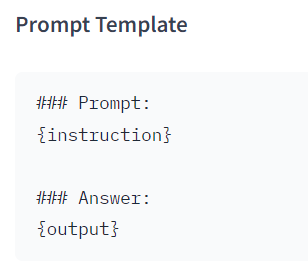 Prompt Template
### Prompt:
{instruction}
### Answer:
{output}